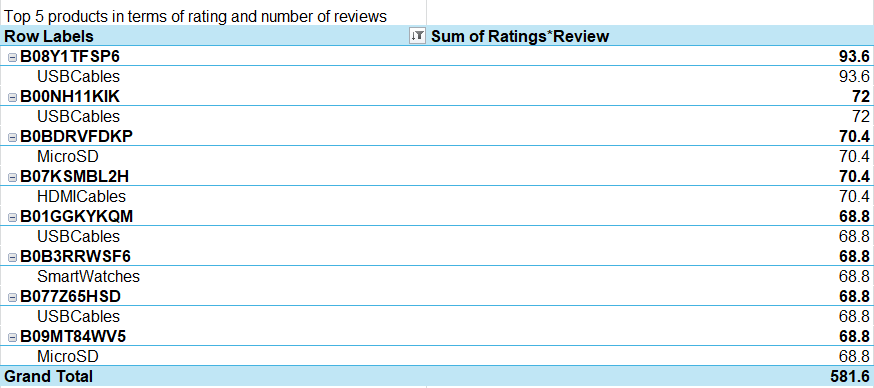 Top 5 products in terms of rating and number of reviews
Row Labels Sum of Ratings*Review
B08Y1TFSP6 93.6
USBCables 93.6
B00NH11KIK 72
USBCables 72
B0BDRVFDKP 70.4
MicroSD 70.4
B07KSMBL2H 70.4
HDMICables 70.4
B01GGKYKQM 68.8
USBCables 68.8
B0B3RRWSF6 68.8
SmartWatches 68.8
B077Z65HSD 68.8
USBCables 68.8
B09MT84WV5 68.8
MicroSD 68.8
Grand Total 581.6